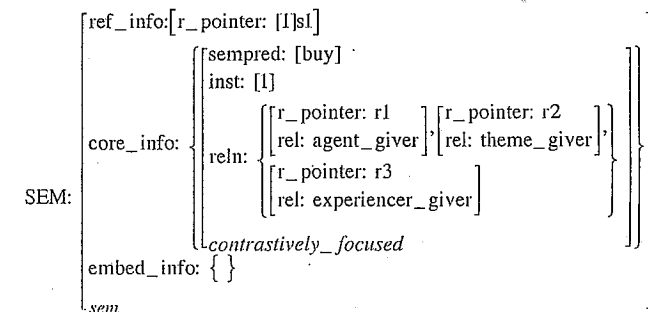 ref_info:[r_pointer: [1]s1]
sempred: [buy]
inst: [1]
[r_pointer: r1 rel: agent_giver], [r_pointer: r2 rel: theme_giver],
core_info:
reln:
[r_pointer: r3
rel: experiencer_giver]
SEM:
contrastively_focused
embed_info: { }
sem